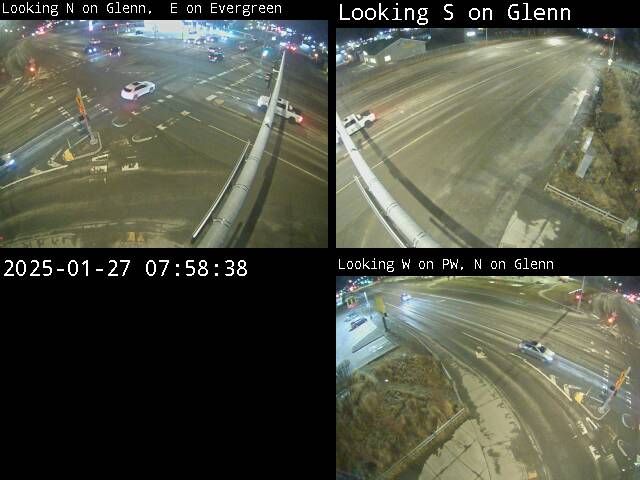 Looking N on Glenn,  E on Evergreen
Looking S on Glenn
2025-01-27 07:58:38
Looking W on PW, N on Glenn